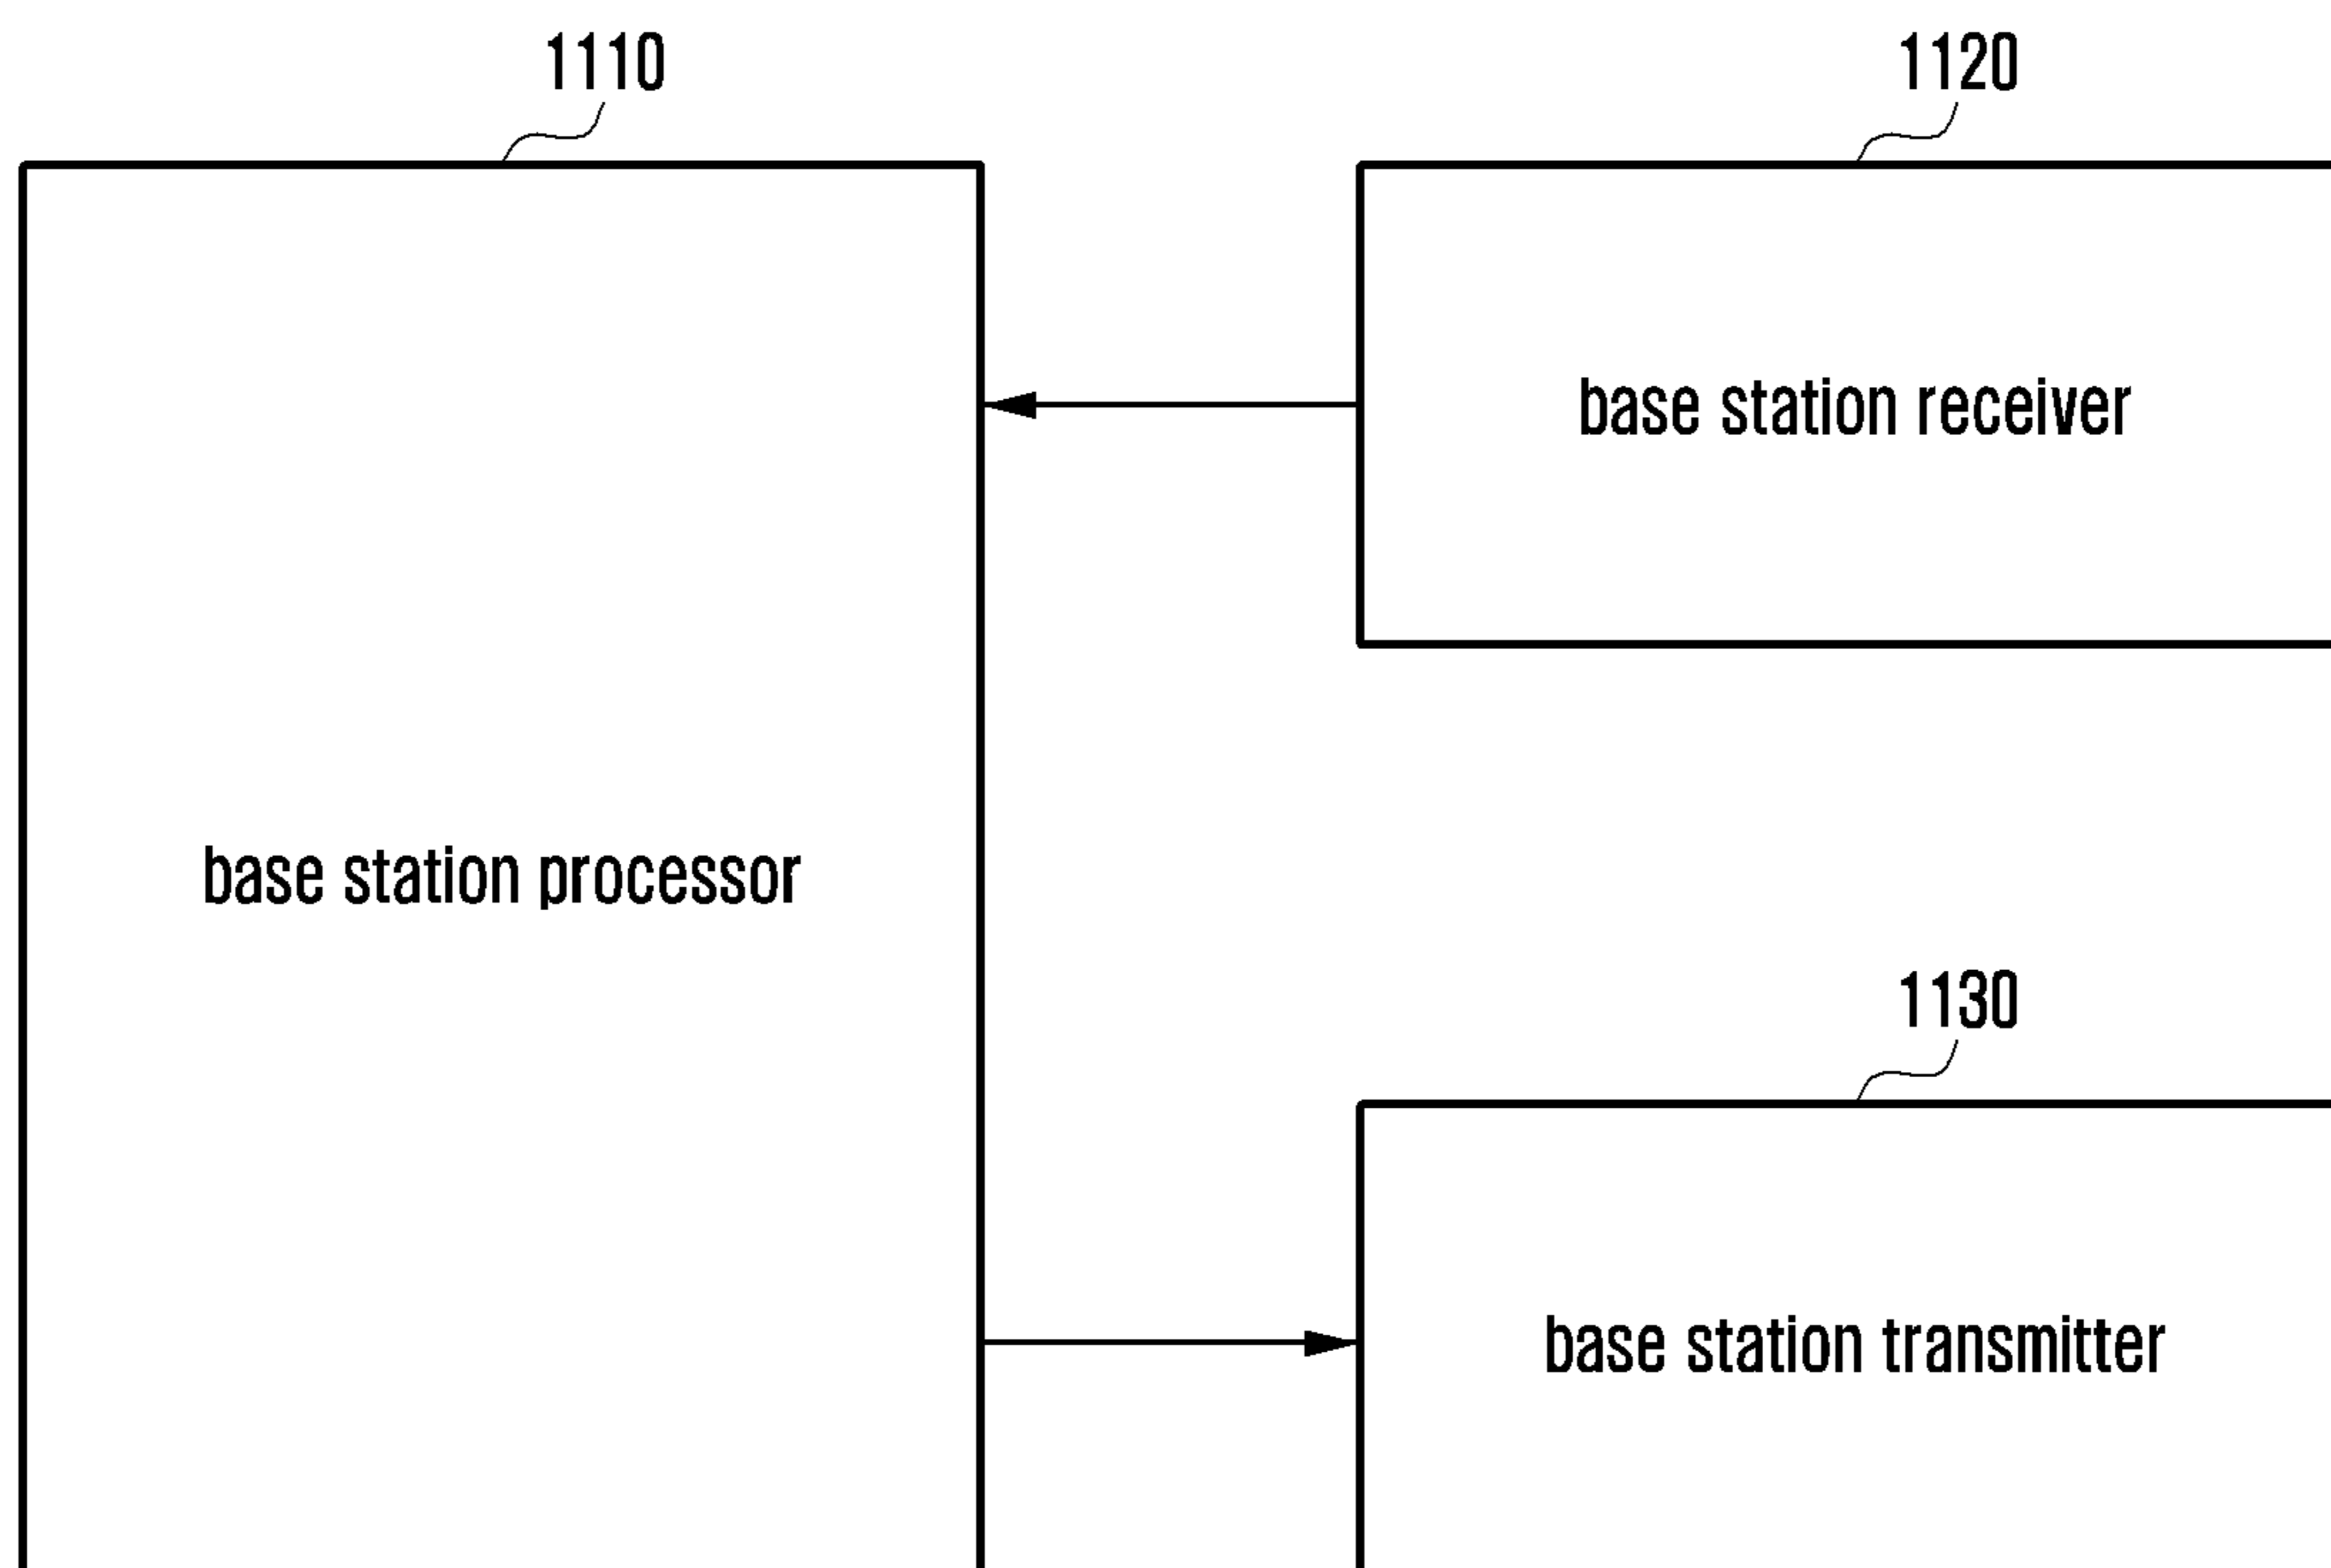 1110
1120
base station receiver
base station processor
1130
base station transmitter